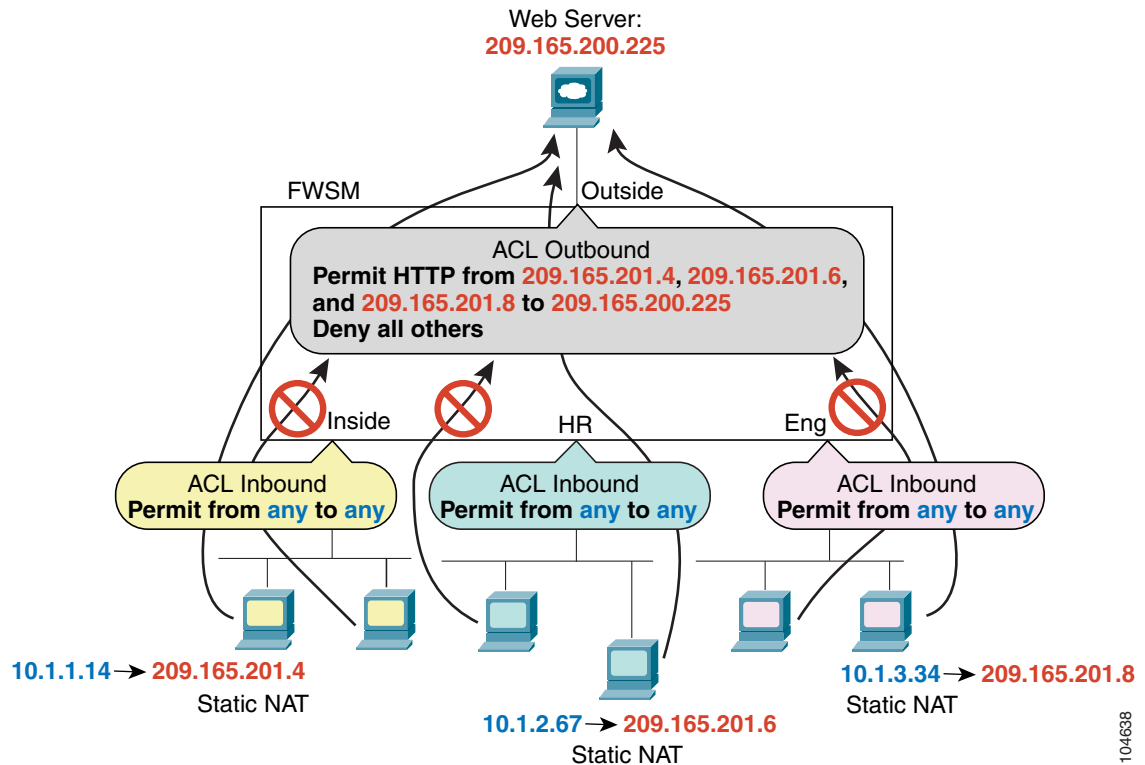 Web Server:
209.165.200.225
FWSM
Outside
ACL Outbound
Permit HTTP from 209.165.201.4, 209.165.201.6,
and 209.165.201.8 to 209.165.200.225
Deny all others
Inside
HR
Eng
ACL Inbound
Permit from any to any
ACL Inbound
Permit from any to any
ACL Inbound
Permit from any to any
10.1.1.14
209.165.201.4
Static NAT
10.1.2.67
209.165.201.6
Static NAT
10.1.3.34
209.165.201.8
Static NAT
104638